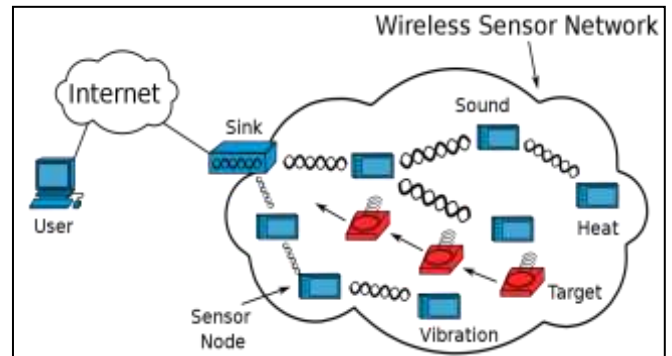 Wireless Sensor Network
Internet
Sound
Sink
User
Heat
Target
Sensor
Node
Vibration